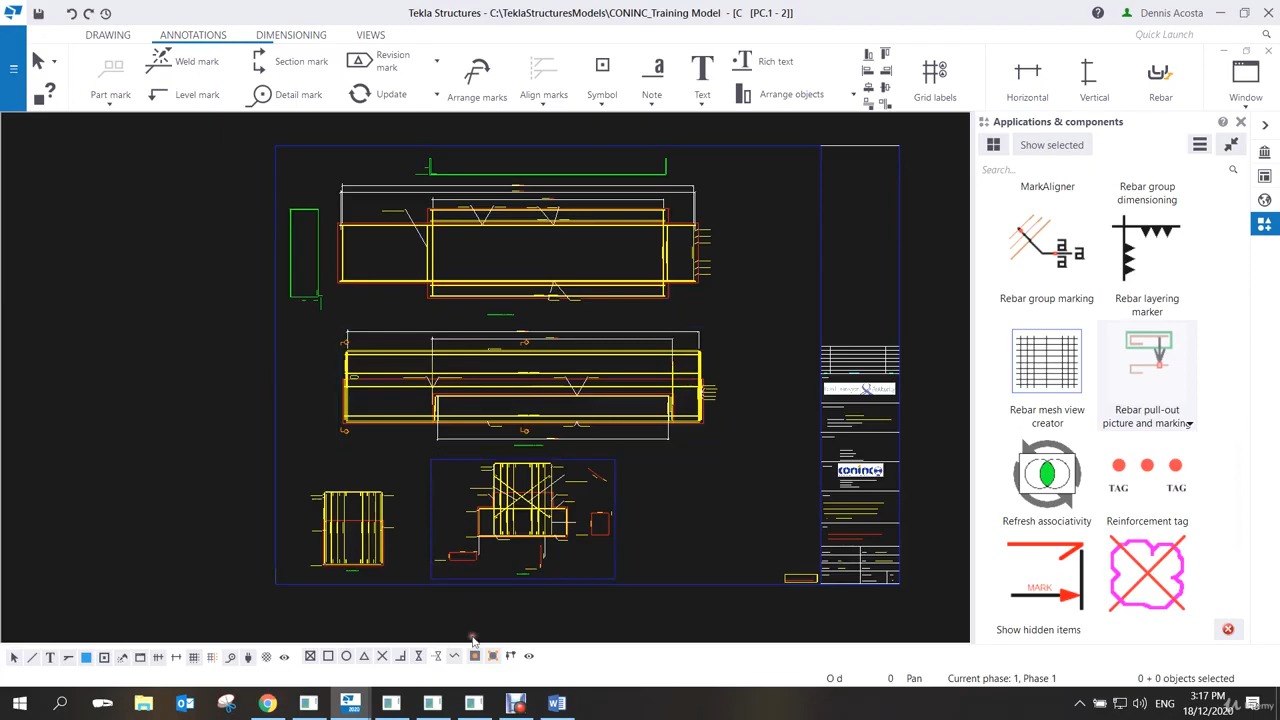 Tekla Structures - C:\TeklaStructuresModels\CONINC_Training Model - [C [PC.1 - 2]]
Dennis Acosta
DRAWING ANNOTATIONS DIMENSIONING VIEWS
Quick Launch
Part mark
Weld mark
Level mark
Section mark
Detail mark
Revision mark
Update
Arrange marks
Align marks
Symbol
Note
Text
Rich text
Arrange objects
Grid labels
Horizontal
Vertical
Rebar
Window
Applications & components
Show selected
Search...
MarkAligner
Rebar group dimensioning
Rebar group marking
Rebar layering marker
Rebar mesh view creator
Rebar pull-out picture and marking
TAG TAG
Refresh associativity
Reinforcement tag
MARK
Show hidden items
coninc
O d 0 Pan Current phase: 1, Phase 1 0 + 0 objects selected
2020
ENG
3:17 PM
18/12/2020
Udemy